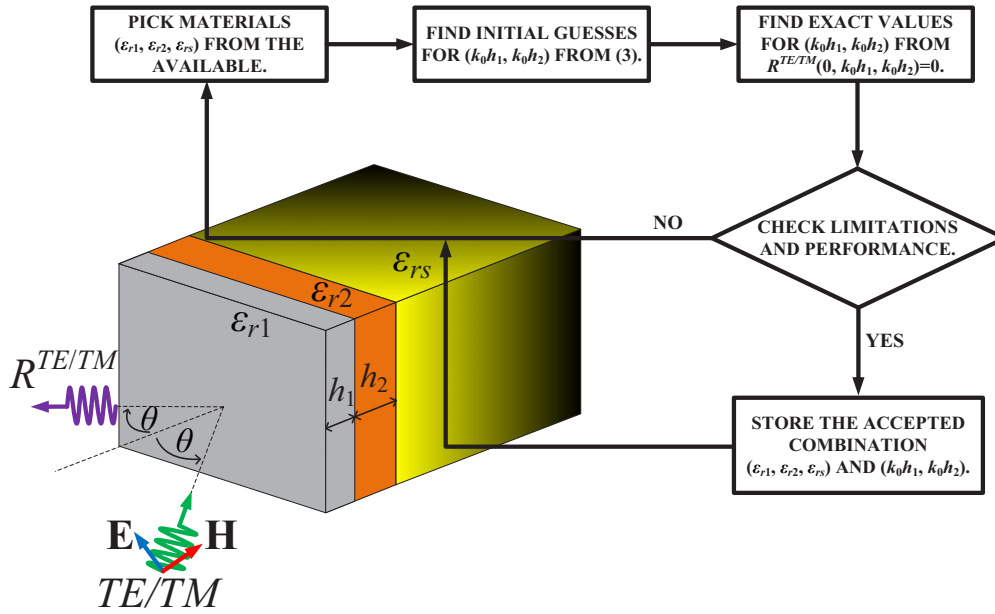 PICK MATERIALS
(εr1, εr2, εrs) FROM THE
AVAILABLE.
FIND INITIAL GUESSES
FOR (k0h1, k0h2) FROM (3).
FIND EXACT VALUES
FOR (k0h1, k0h2) FROM
R^TE/TM(0, k0h1, k0h2)=0.
NO
CHECK LIMITATIONS
AND PERFORMANCE.
YES
STORE THE ACCEPTED
COMBINATION
(εr1, εr2, εrs) AND (k0h1, k0h2).
εrs
εr2
εr1
R^TE/TM
h1
h2
θ
θ
E
H
TE/TM